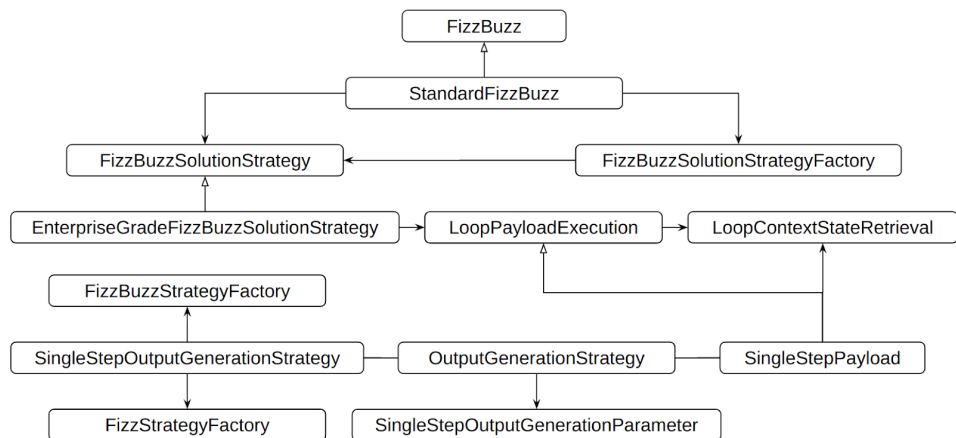 FizzBuzz
StandardFizzBuzz
FizzBuzzSolutionStrategy
FizzBuzzSolutionStrategyFactory
EnterpriseGradeFizzBuzzSolutionStrategy
LoopPayloadExecution
LoopContextStateRetrieval
FizzBuzzStrategyFactory
SingleStepOutputGenerationStrategy
OutputGenerationStrategy
SingleStepPayload
FizzStrategyFactory
SingleStepOutputGenerationParameter